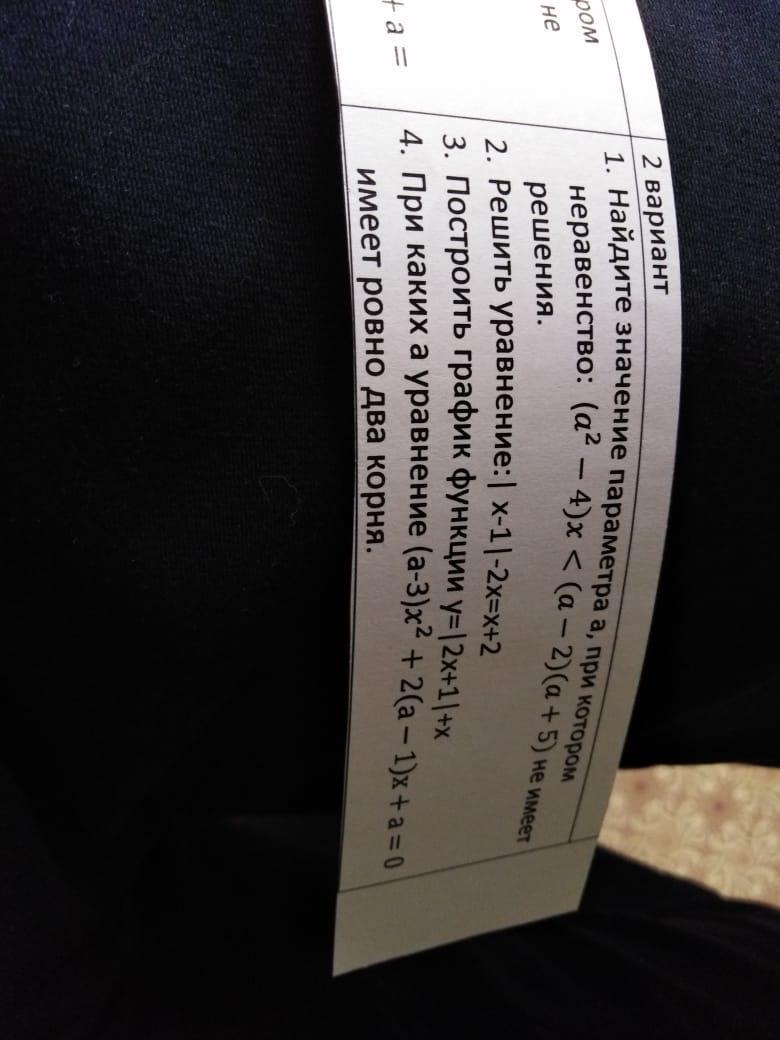 ром
не
+ a =
2 вариант
1. Найдите значение параметра а, при котором
неравенство: (a² − 4)x < (a − 2)(a + 5) не имеет
решения.
2. Решить уравнение:| x-1|-2x=x+2
3. Построить график функции y=|2x+1|+x
4. При каких а уравнение (a-3)x² + 2(a − 1)x + a = 0
имеет ровно два корня.